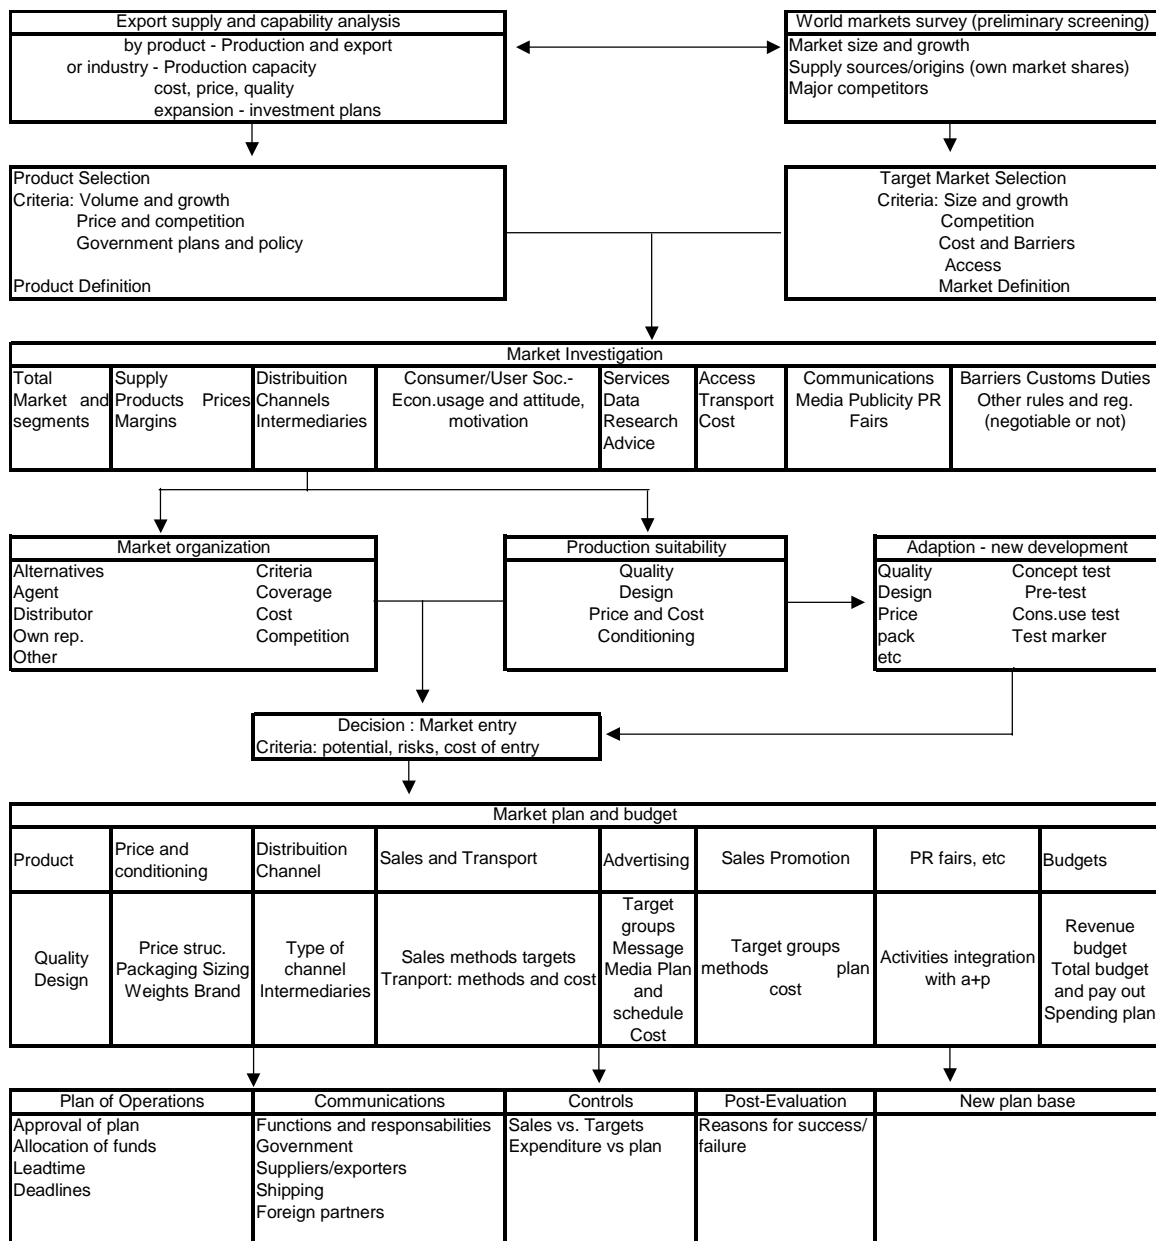 Export supply and capability analysis
by product - Production and export
or industry - Production capacity
cost, price, quality
expansion - investment plans
World markets survey (preliminary screening)
Market size and growth
Supply sources/origins (own market shares)
Major competitors
Product Selection
Criteria: Volume and growth
Price and competition
Government plans and policy
Product Definition
Target Market Selection
Criteria: Size and growth
Competition
Cost and Barriers
Access
Market Definition
Market Investigation
Total
Market and
segments
Supply
Products Prices
Margins
Distribuition
Channels
Intermediaries
Consumer/User Soc.-
Econ.usage and attitude,
motivation
Services
Data
Research
Advice
Access
Transport
Cost
Communications
Media Publicity PR
Fairs
Barriers Customs Duties
Other rules and reg.
(negotiable or not)
Market organization
Alternatives
Agent
Distributor
Own rep.
Other
Criteria
Coverage
Cost
Competition
Production suitability
Quality
Design
Price and Cost
Conditioning
Adaption - new development
Quality
Design
Price
pack
etc
Concept test
Pre-test
Cons.use test
Test marker
Decision : Market entry
Criteria: potential, risks, cost of entry
Market plan and budget
Product
Price and
conditioning
Distribuition
Channel
Sales and Transport
Advertising
Sales Promotion
PR fairs, etc
Budgets
Quality
Design
Price struc.
Packaging Sizing
Weights Brand
Type of
channel
Intermediaries
Sales methods targets
Tranport: methods and cost
Target
groups
Message
Media Plan
and
schedule
Cost
Target groups
methods plan
cost
Activities integration
with a+p
Revenue
budget
Total budget
and pay out
Spending plan
Plan of Operations
Approval of plan
Allocation of funds
Leadtime
Deadlines
Communications
Functions and responsabilities
Government
Suppliers/exporters
Shipping
Foreign partners
Controls
Sales vs. Targets
Expenditure vs plan
Post-Evaluation
Reasons for success/
failure
New plan base